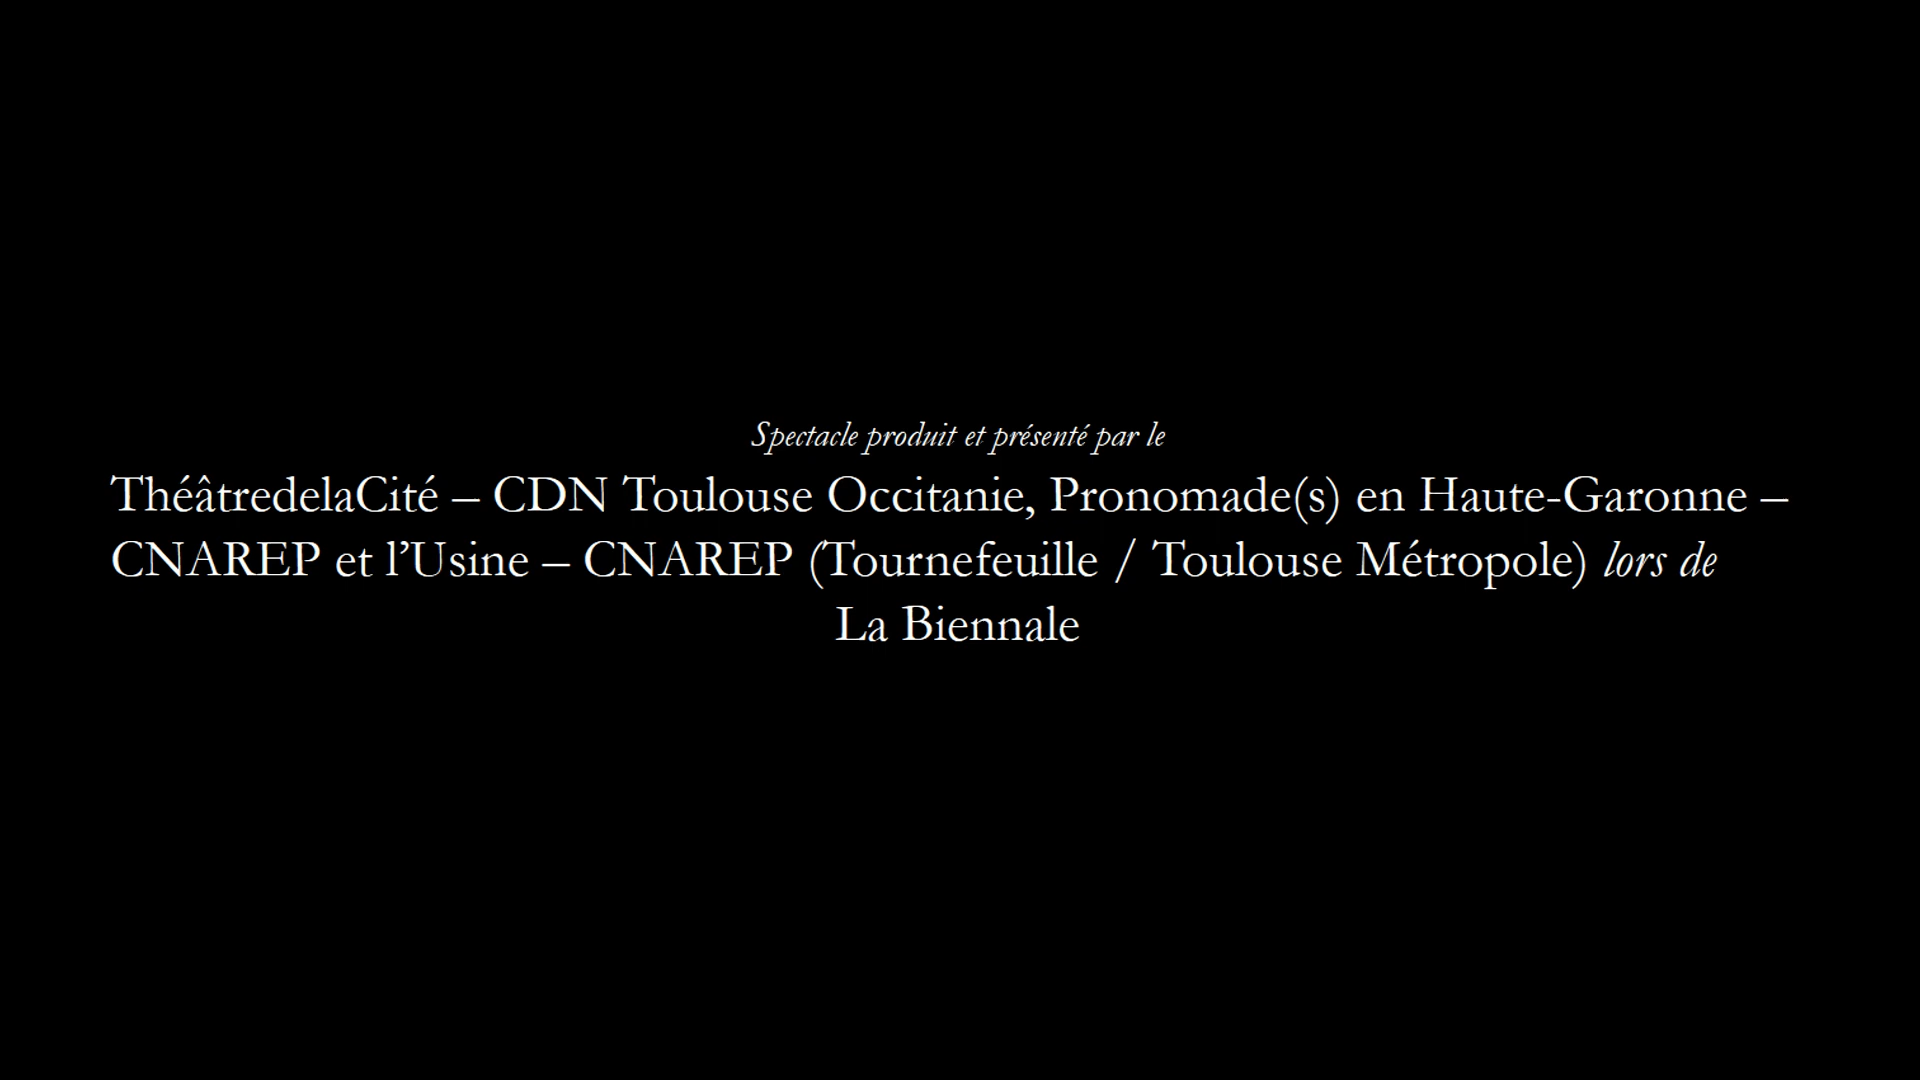 Spectacle produit et présenté par le
ThéâtredelaCité – CDN Toulouse Occitanie, Pronomade(s) en Haute-Garonne –
CNAREP et l’Usine – CNAREP (Tournefeuille / Toulouse Métropole) lors de
La Biennale